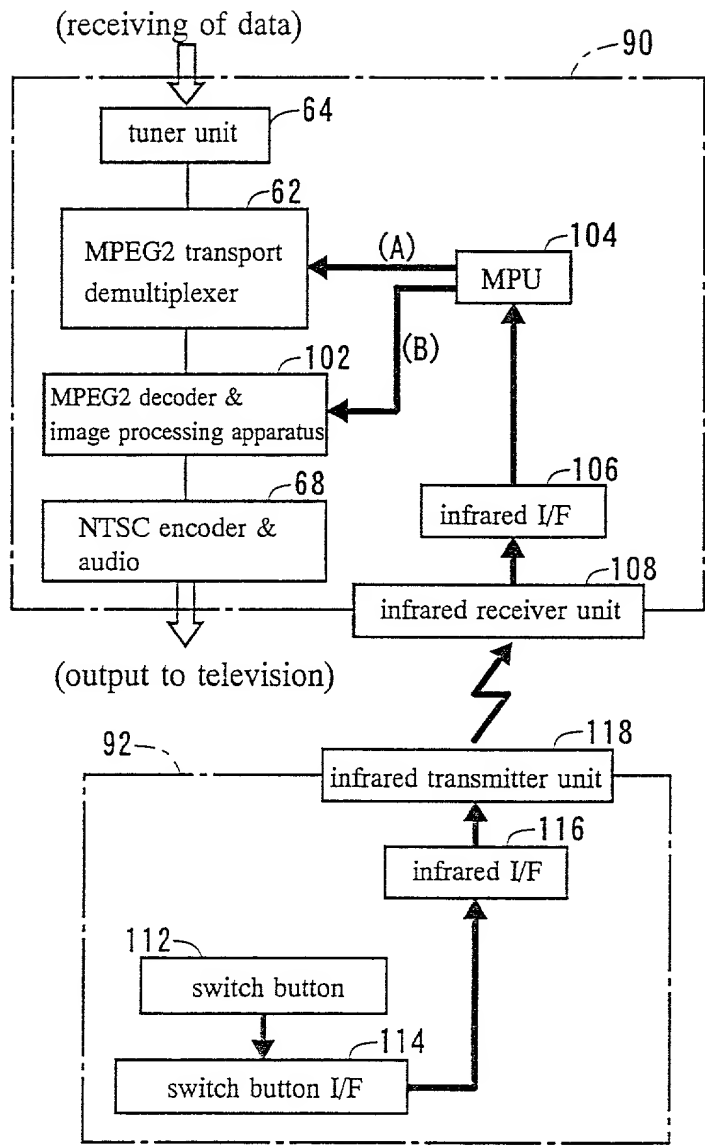 (receiving of data)
90
64
tuner unit
62
MPEG2 transport
demultiplexer
(A)
104
MPU
(B)
102
MPEG2 decoder &
image processing apparatus
106
infrared I/F
68
NTSC encoder &
audio
108
infrared receiver unit
(output to television)
92
118
infrared transmitter unit
116
infrared I/F
112
switch button
114
switch button I/F